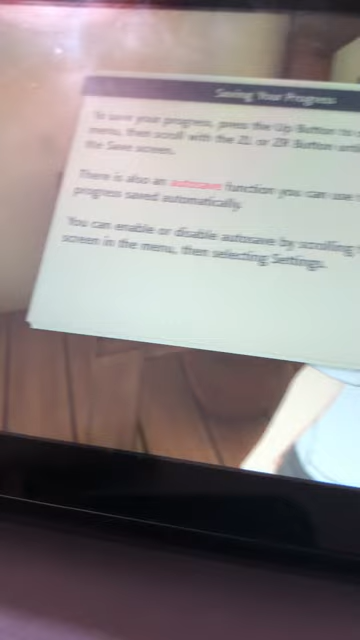 Saving Your Progress
To save your progress, press the Up Button to
menu, then scroll with the ZL or ZR Button until
the Save screen.
There is also an autosave function you can use
progress saved automatically.
You can enable or disable autosave by scrolling
screen in the menu, then selecting Settings.